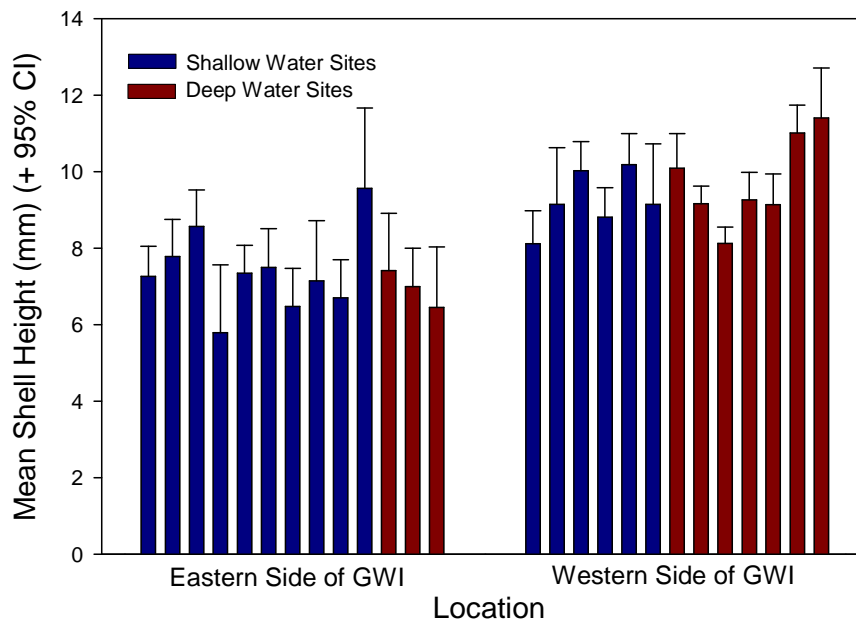 Mean Shell Height (mm) (+ 95% CI)
14
12
10
8
6
4
2
0
Shallow Water Sites
Deep Water Sites
Eastern Side of GWI
Western Side of GWI
Location